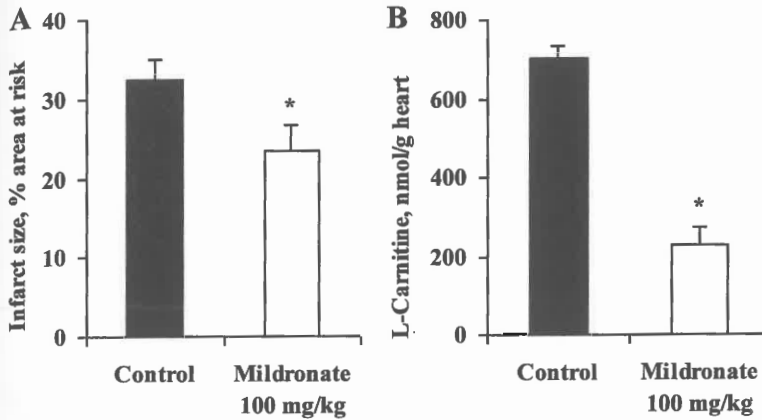 A
Infarct size, % area at risk
40
30
20
10
0
*
Control
Mildronate
100 mg/kg
B
L-Carnitine, nmol/g heart
800
600
400
200
0
*
Control
Mildronate
100 mg/kg